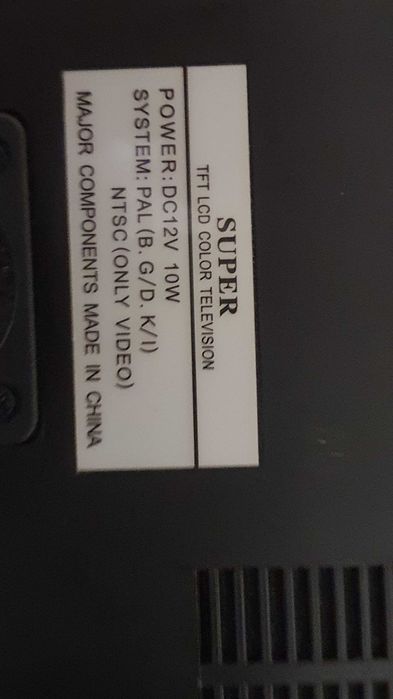 SUPER
TFT LCD COLOR TELEVISION
POWER: DC12V 10W
SYSTEM: PAL (B. G/D. K/I)
NTSC (ONLY VIDEO)
MAJOR COMPONENTS MADE IN CHINA